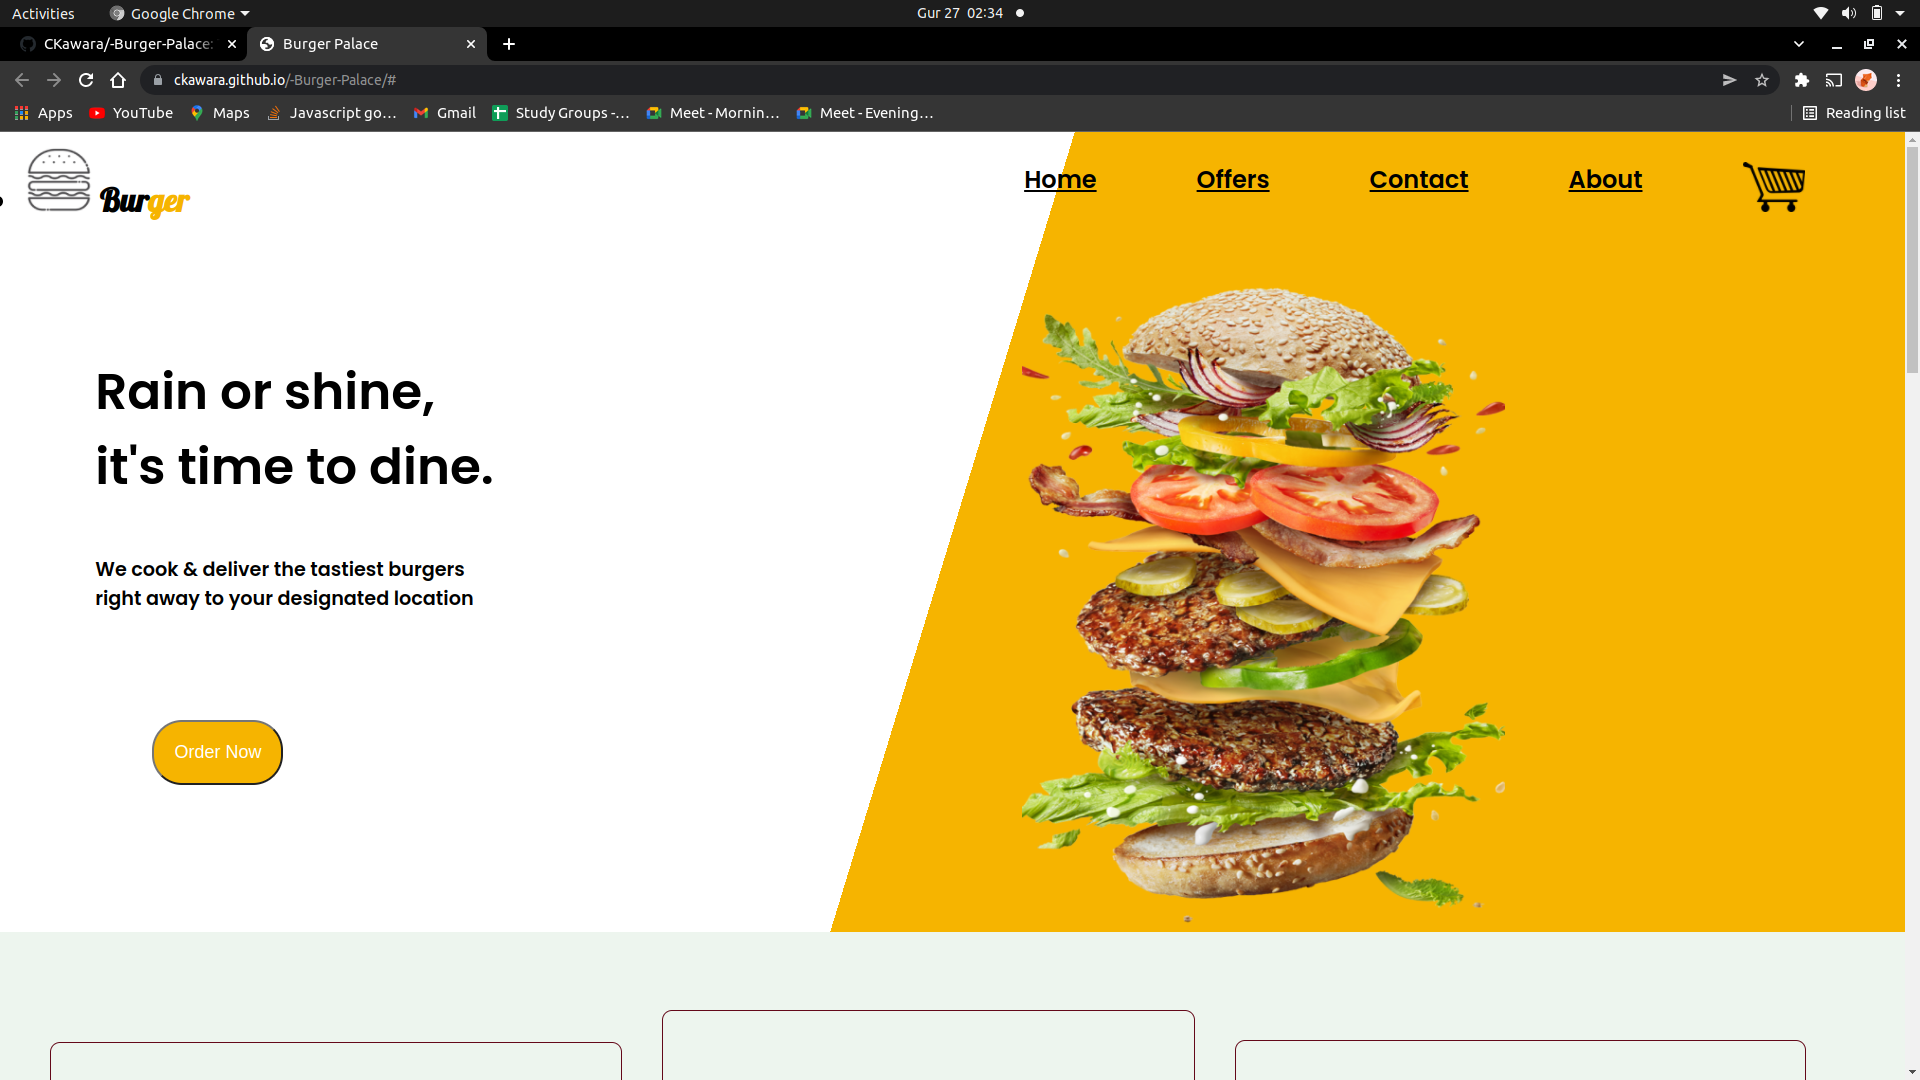 Activities
Google Chrome
Gur 27 02:34
CKawara/-Burger-Palace:
Burger Palace
ckawara.github.io/-Burger-Palace/#
Apps
YouTube
Maps
Javascript go...
Gmail
Study Groups -...
Meet - Mornin...
Meet - Evening...
Reading list
Burger
Home
Offers
Contact
About
Rain or shine,
it's time to dine.
We cook & deliver the tastiest burgers
right away to your designated location
Order Now